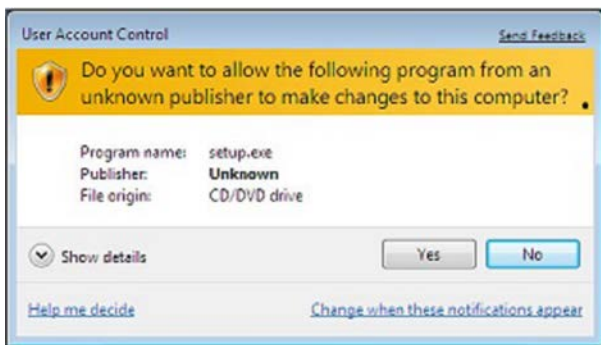 User Account Control
Send Feedback
Do you want to allow the following program from an
unknown publisher to make changes to this computer?
Program name: setup.exe
Publisher: Unknown
File origin: CD/DVD drive
Show details
Yes
No
Help me decide
Change when these notifications appear